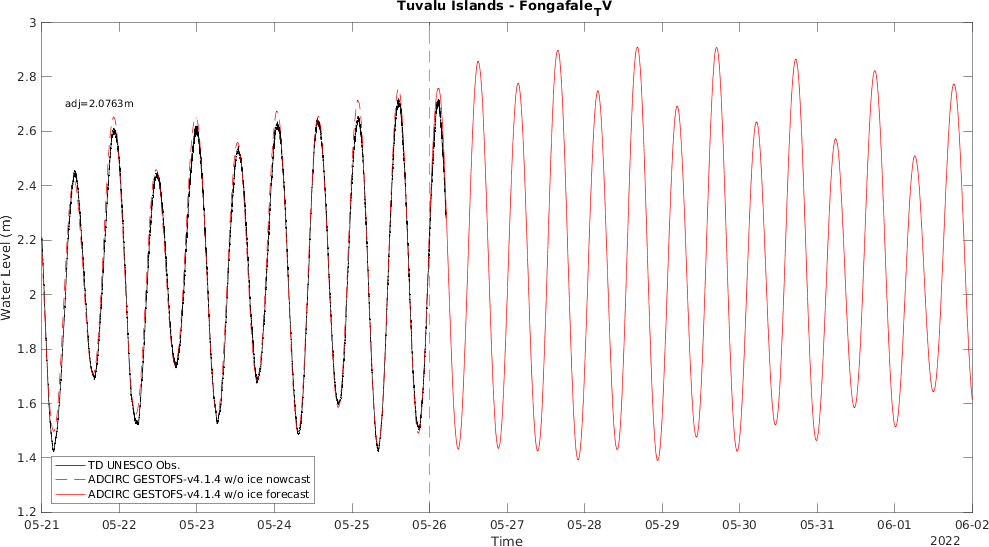 Tuvalu Islands - Fongafale_TV
adj=2.0763m
Water Level (m)
3
2.8
2.6
2.4
2.2
2
1.8
1.6
1.4
1.2
TD UNESCO Obs.
ADCIRC GESTOFS-v4.1.4 w/o ice nowcast
ADCIRC GESTOFS-v4.1.4 w/o ice forecast
05-21 05-22 05-23 05-24 05-25 05-26 05-27 05-28 05-29 05-30 05-31 06-01 06-02
Time
2022